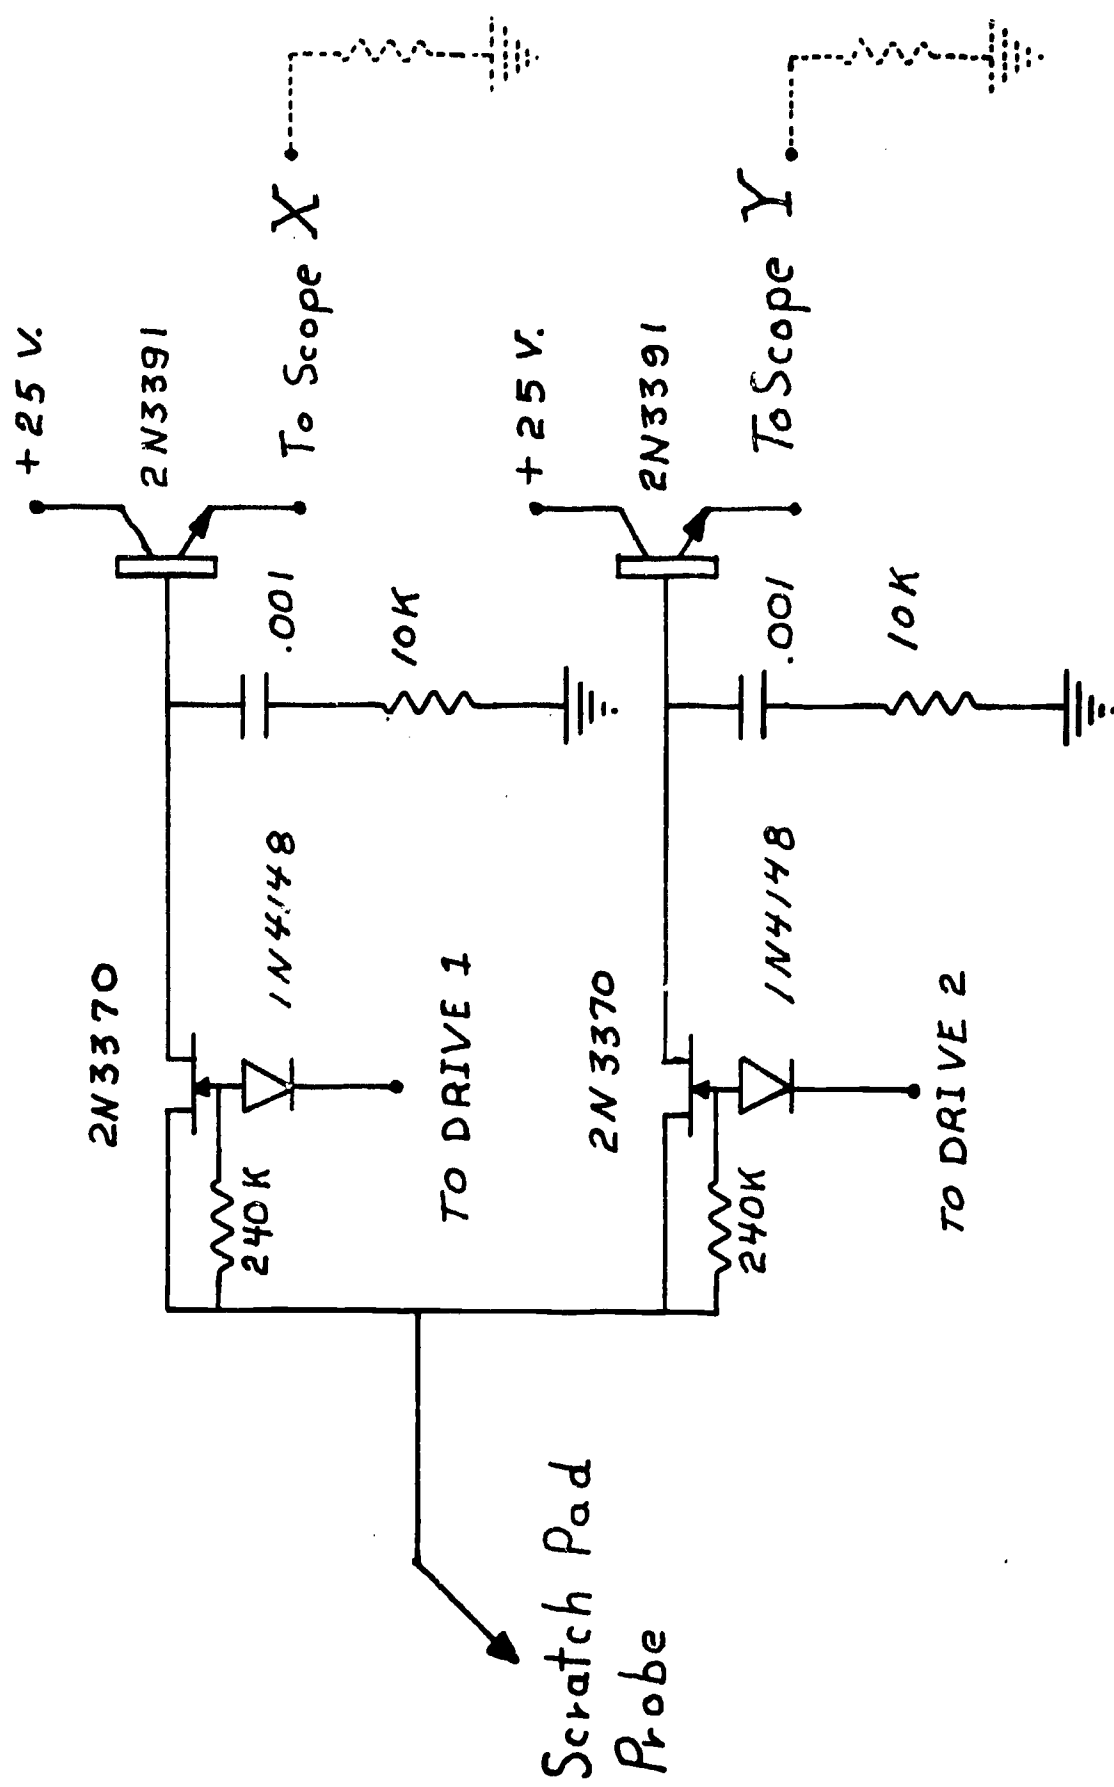 +25 V.
2N3391
To Scope X
.001
10K
2N3370
1N4148
240K
TO DRIVE 1
+25 V.
2N3391
To Scope Y
.001
10K
2N3370
1N4148
240K
TO DRIVE 2
Scratch Pad
Probe